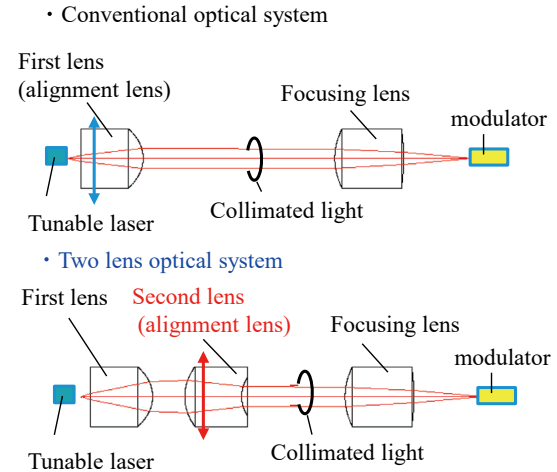 ・Conventional optical system
First lens
(alignment lens)
Focusing lens
modulator
Tunable laser
Collimated light
・Two lens optical system
First lens
Second lens
(alignment lens)
Focusing lens
modulator
Tunable laser
Collimated light